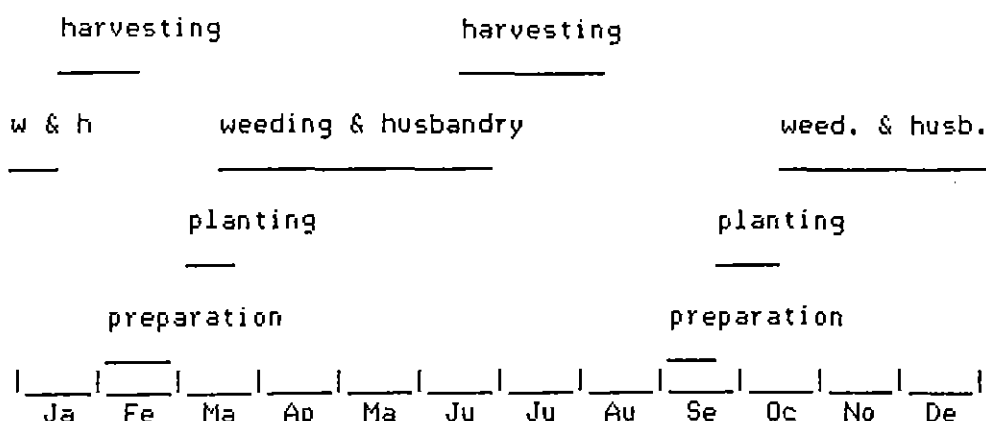 harvesting harvesting
w & h weeding & husbandry weed. & husb.
planting planting
preparation preparation
Ja Fe Ma Ap Ma Ju Ju Au Se Oc No De